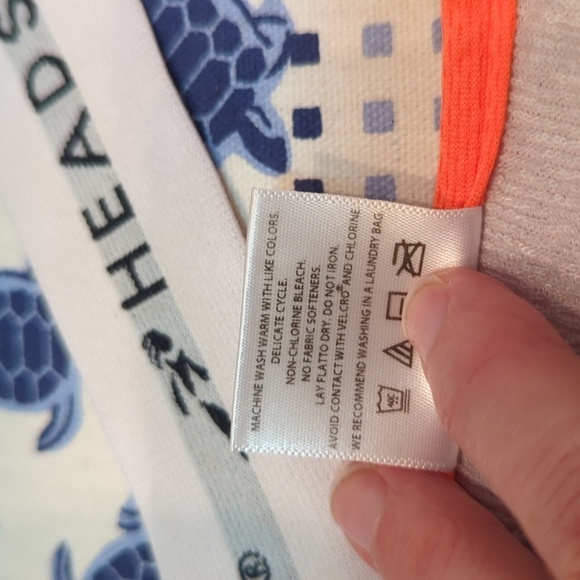 HEADS
®
MACHINE WASH WARM WITH LIKE COLORS.
DELICATE CYCLE.
NON-CHLORINE BLEACH.
NO FABRIC SOFTENERS.
LAY FLAT TO DRY. DO NOT IRON.
AVOID CONTACT WITH VELCRO® AND CHLORINE
WE RECOMMEND WASHING IN A LAUNDRY BAG
40C